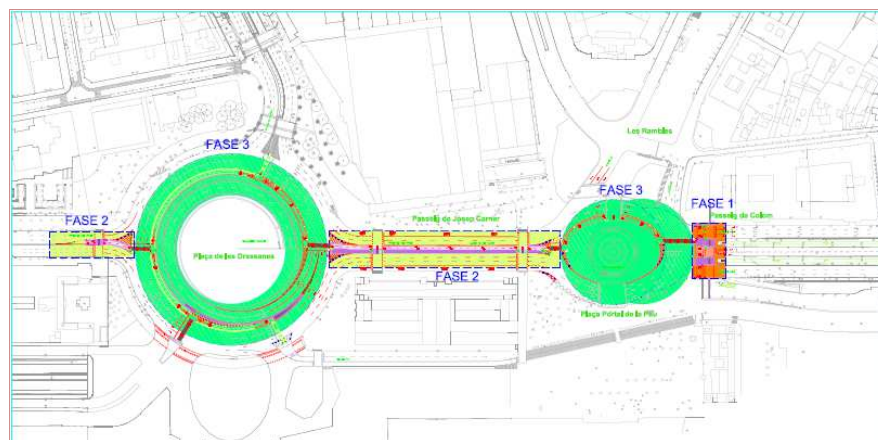 Les Rambles
FASE 3
FASE 3
FASE 1
FASE 2
Passeig de Josep Carner
Passeig de Colom
Plaça de les Drassanes
FASE 2
Plaça Portal de la Pau